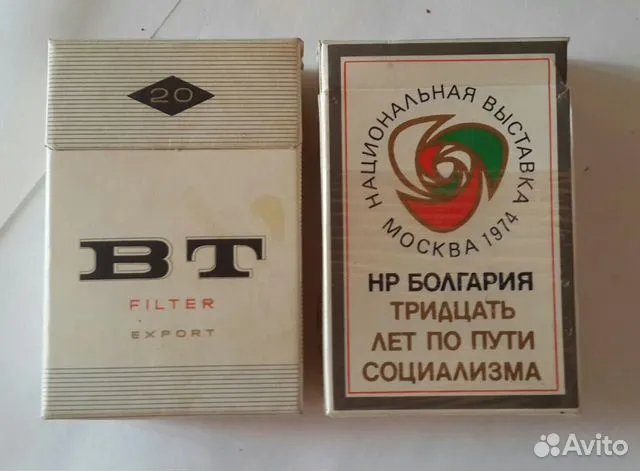 20
BT
FILTER
EXPORT
НАЦИОНАЛЬНАЯ ВЫСТАВКА
МОСКВА 1974
НР БОЛГАРИЯ
ТРИДЦАТЬ
ЛЕТ ПО ПУТИ
СОЦИАЛИЗМА
Avito